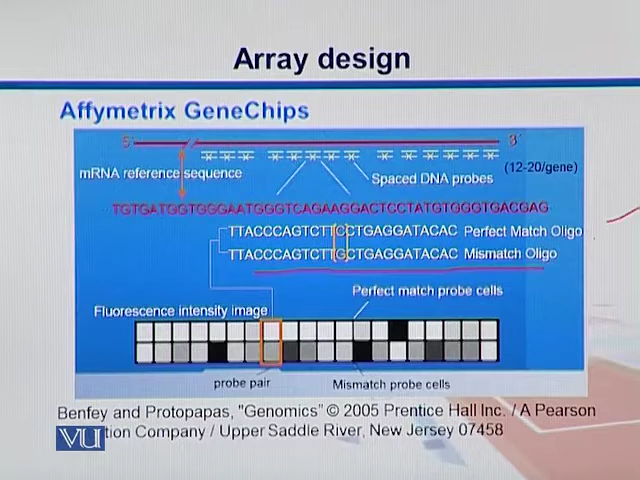 Array design
Affymetrix GeneChips
5´ 3´
mRNA reference sequence
Spaced DNA probes
(12-20/gene)
TGTGATGGTGGGAATGGGTCAGAAGGACTCCTATGTGGGTGACGAG
TTACCCAGTCTTCCTGAGGATACAC Perfect Match Oligo
TTACCCAGTCTTGCTGAGGATACAC Mismatch Oligo
Perfect match probe cells
Fluorescence intensity image
probe pair
Mismatch probe cells
Benfey and Protopapas, "Genomics" © 2005 Prentice Hall Inc. / A Pearson
tion Company / Upper Saddle River, New Jersey 07458
VU